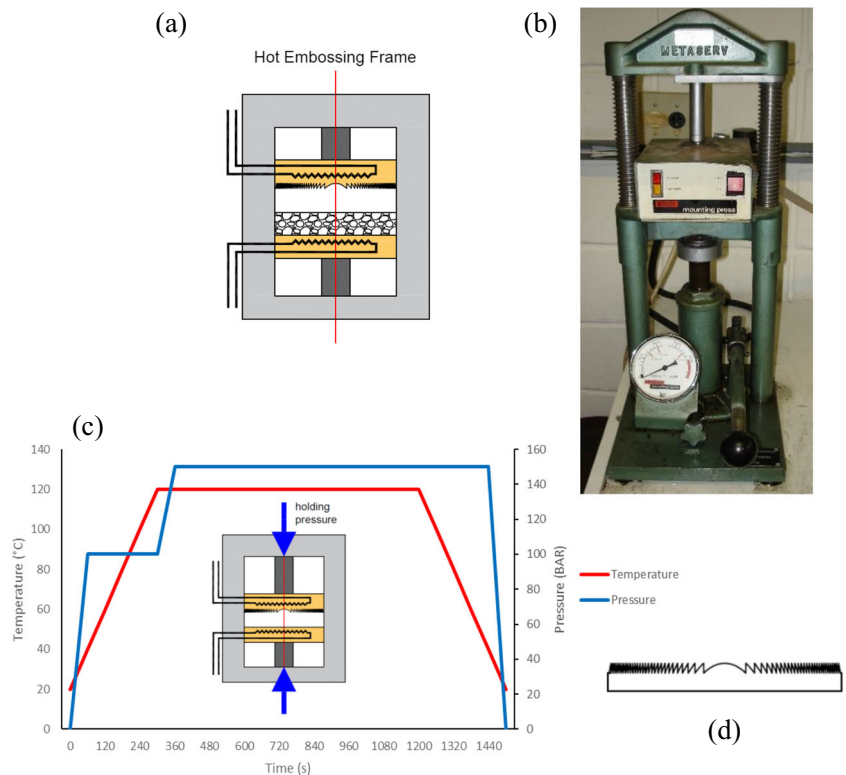 (a)
Hot Embossing Frame
(b)
METASERV
mounting press
(c)
140
120
100
80
60
40
20
0
Temperature (°C)
holding
pressure
160
140
120
100
80
60
40
20
0
Pressure (BAR)
0 120 240 360 480 600 720 840 960 1080 1200 1320 1440
Time (s)
Temperature
Pressure
(d)